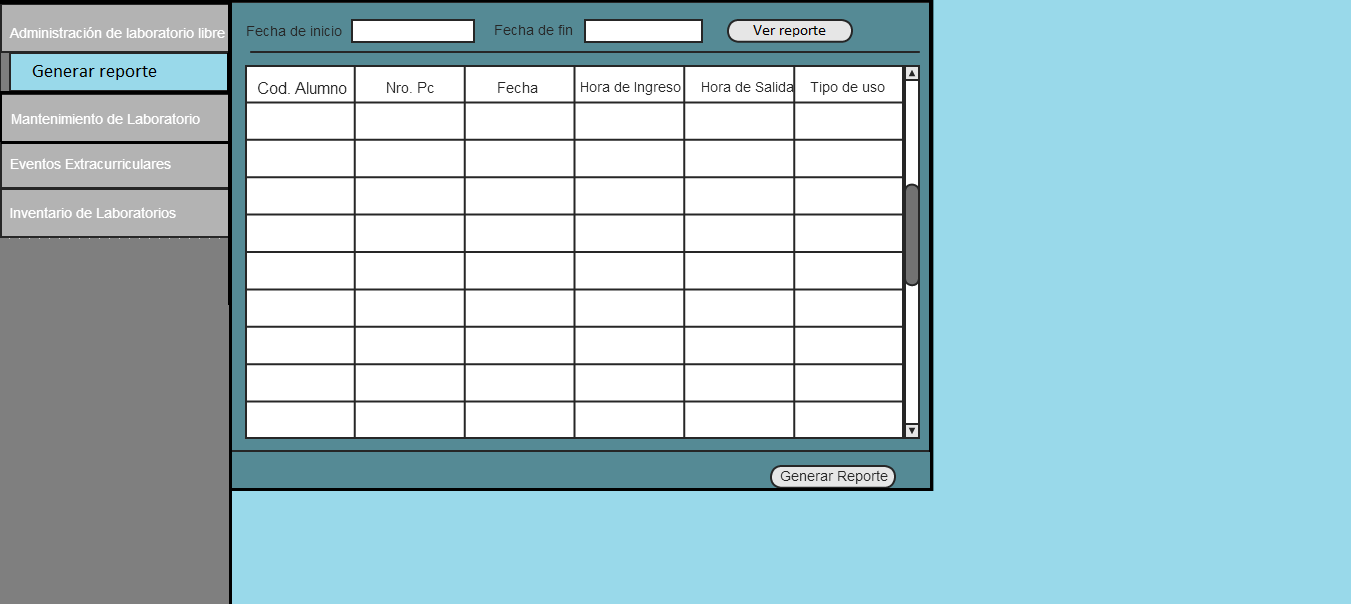 Administración de laboratorio libre
Generar reporte
Mantenimiento de Laboratorio
Eventos Extracurriculares
Inventario de Laboratorios
Fecha de inicio Fecha de fin Ver reporte
Cod. Alumno Nro. Pc Fecha Hora de Ingreso Hora de Salida Tipo de uso
Generar Reporte